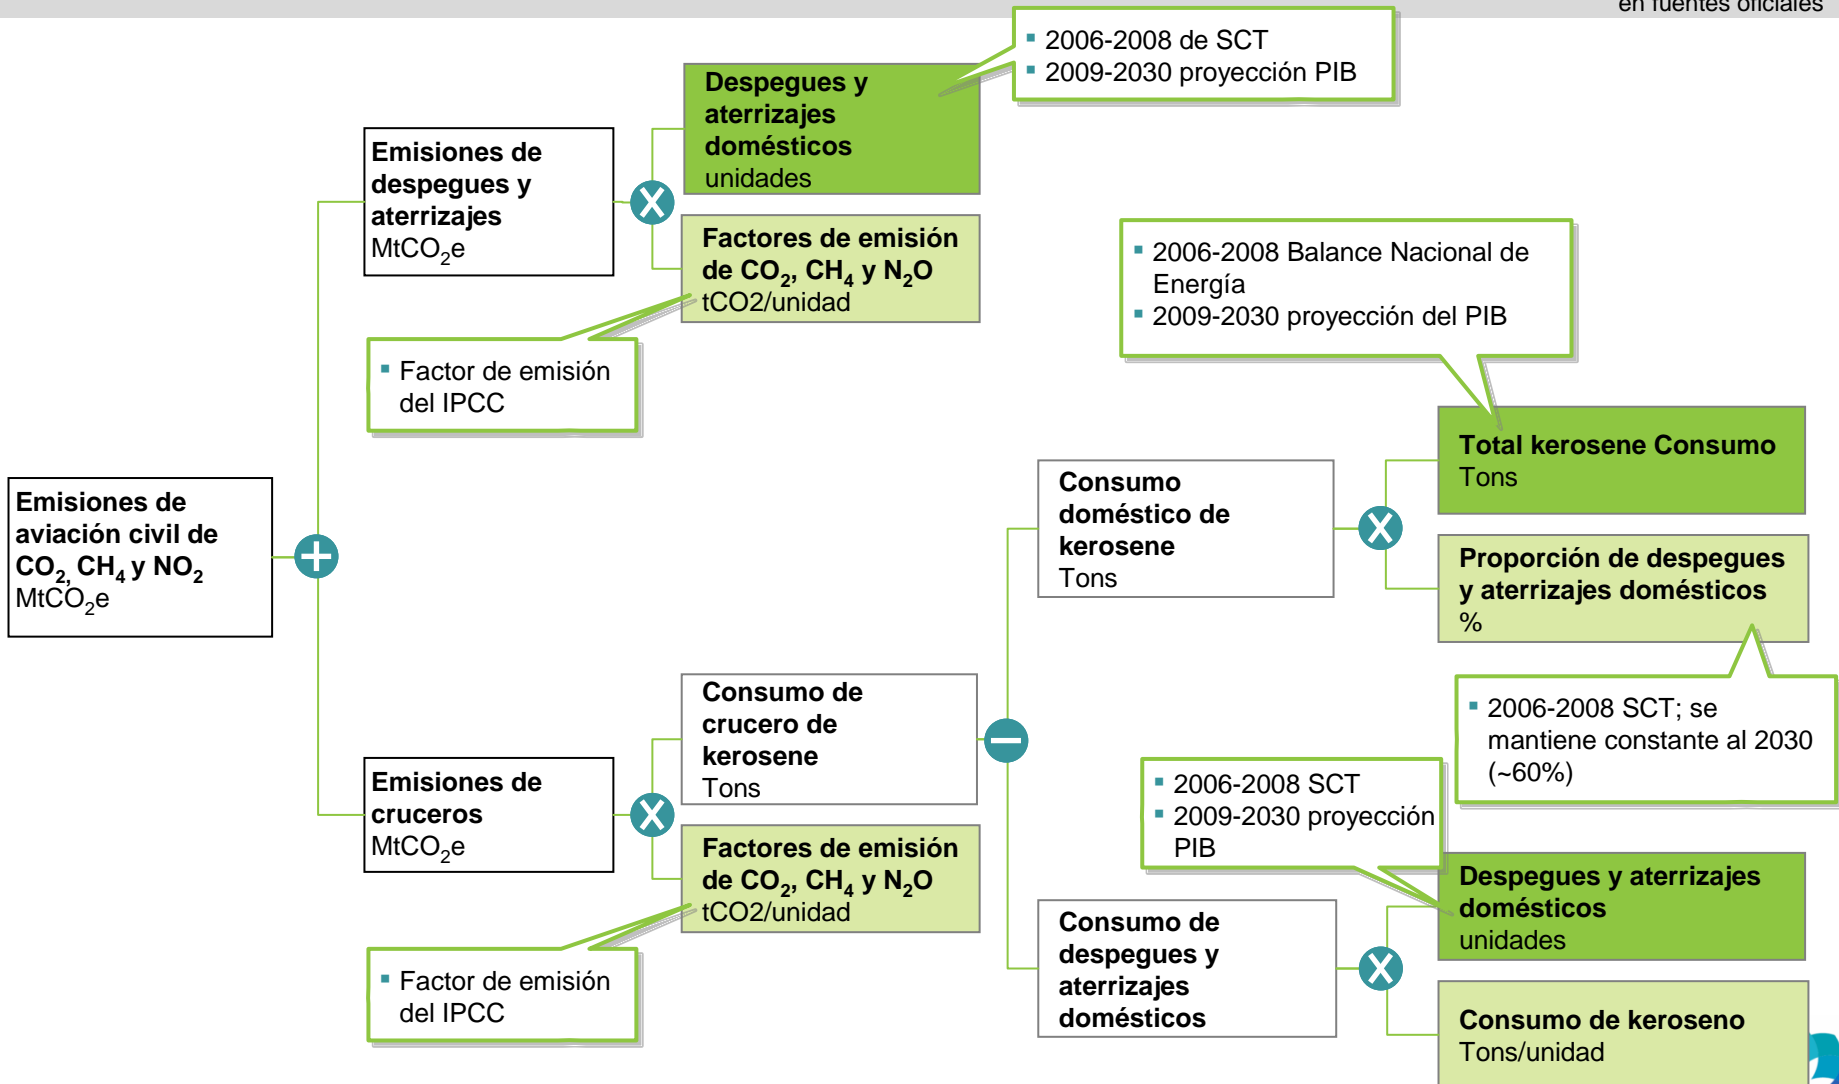 en fuentes oficiales
2006-2008 de SCT
2009-2030 proyección PIB
Despegues y
aterrizajes
domésticos
unidades
Emisiones de
despegues y
aterrizajes
MtCO2e
Factores de emisión
de CO2, CH4 y N2O
tCO2/unidad
Factor de emisión
del IPCC
2006-2008 Balance Nacional de
Energía
2009-2030 proyección del PIB
Total kerosene Consumo
Tons
Consumo
doméstico de
kerosene
Tons
Proporción de despegues
y aterrizajes domésticos
%
2006-2008 SCT; se
mantiene constante al 2030
(~60%)
Emisiones de
aviación civil de
CO2, CH4 y NO2
MtCO2e
Consumo de
crucero de
kerosene
Tons
Emisiones de
cruceros
MtCO2e
Factores de emisión
de CO2, CH4 y N2O
tCO2/unidad
Factor de emisión
del IPCC
2006-2008 SCT
2009-2030 proyección
PIB
Despegues y aterrizajes
domésticos
unidades
Consumo de
despegues y
aterrizajes
domésticos
Consumo de keroseno
Tons/unidad